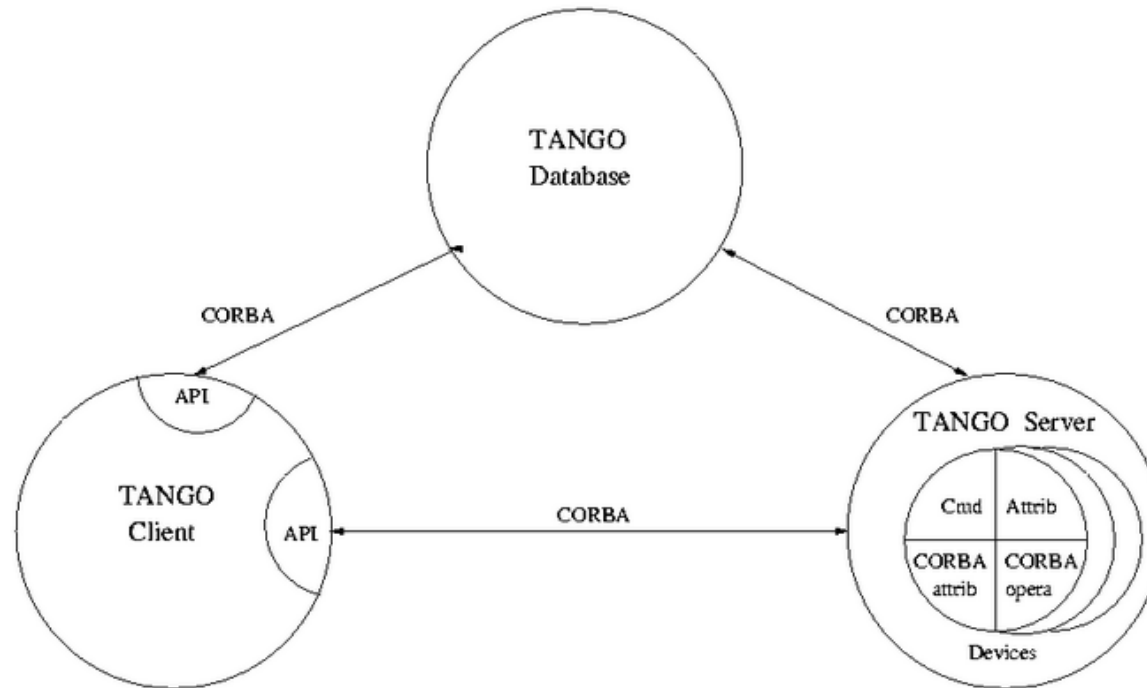 TANGO
Database
CORBA
CORBA
API
TANGO
Client
API
CORBA
TANGO Server
Cmd
Attrib
CORBA
attrib
CORBA
opera
Devices